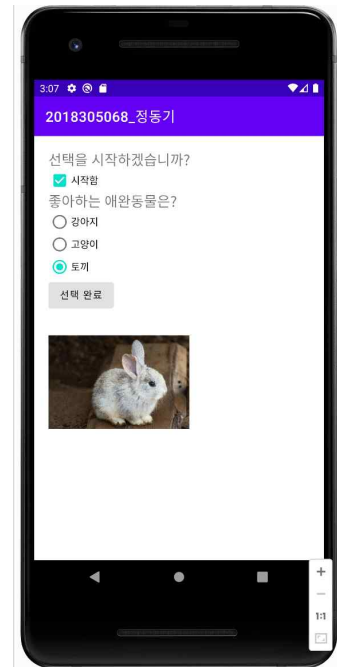 3:07
2018305068_정동기
선택을 시작하겠습니까?
시작함
좋아하는 애완동물은?
강아지
고양이
토끼
선택 완료
1:1